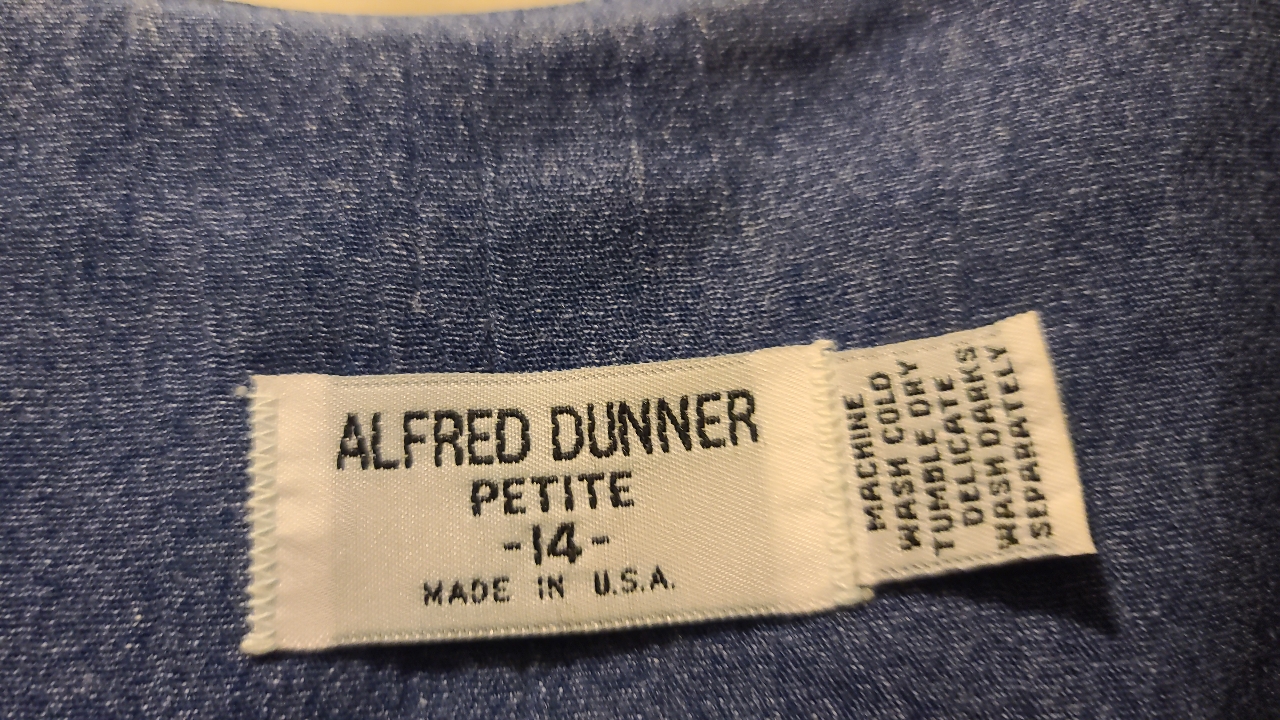 ALFRED DUNNER
PETITE
-14-
MADE IN U.S.A.
MACHINE
WASH COLD
TUMBLE DRY
DELICATE
WASH DARKS
SEPARATELY